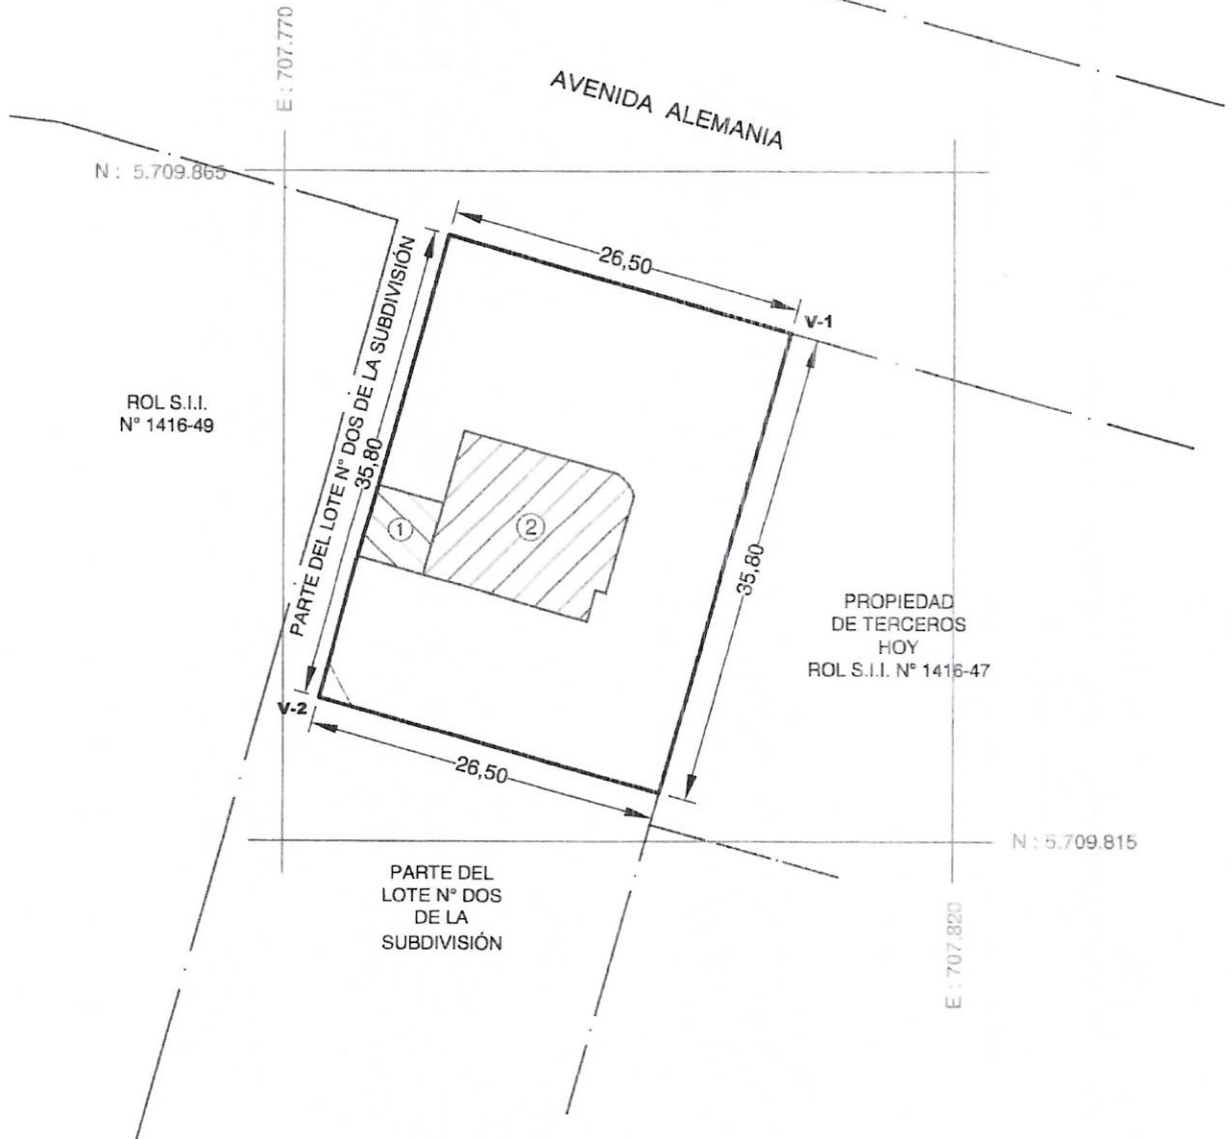 E : 707.770
AVENIDA ALEMANIA
N : 5.709.865
26,50
V-1
PARTE DEL LOTE N° DOS DE LA SUBDIVISIÓN
35,80
ROL S.I.I.
N° 1416-49
1
2
35,80
PROPIEDAD
DE TERCEROS
HOY
ROL S.I.I. N° 1416-47
V-2
26,50
N : 5.709.815
PARTE DEL
LOTE N° DOS
DE LA
SUBDIVISIÓN
E : 707.820